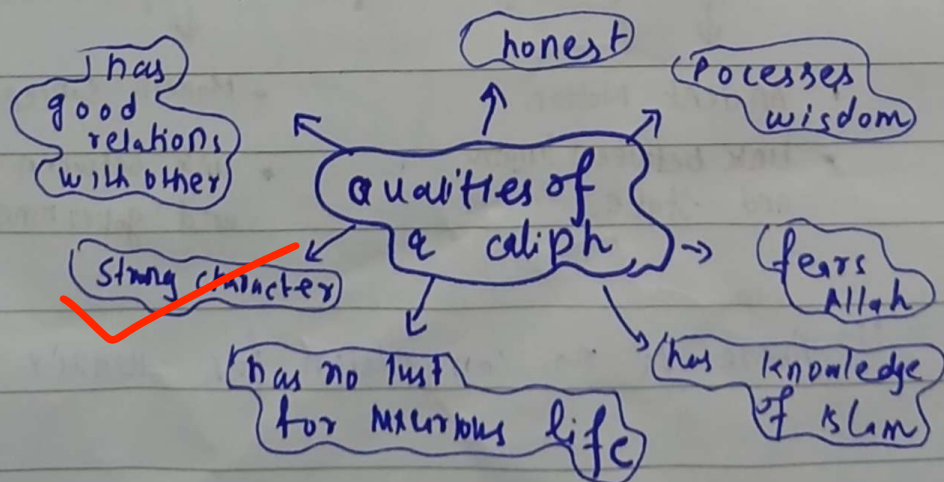 honest
has
good
relations
with other
Pocesses
wisdom
Qualities of
a caliph
Strong character
fears
Allah
has no lust
for luxurious life
has knowledge
of Islam